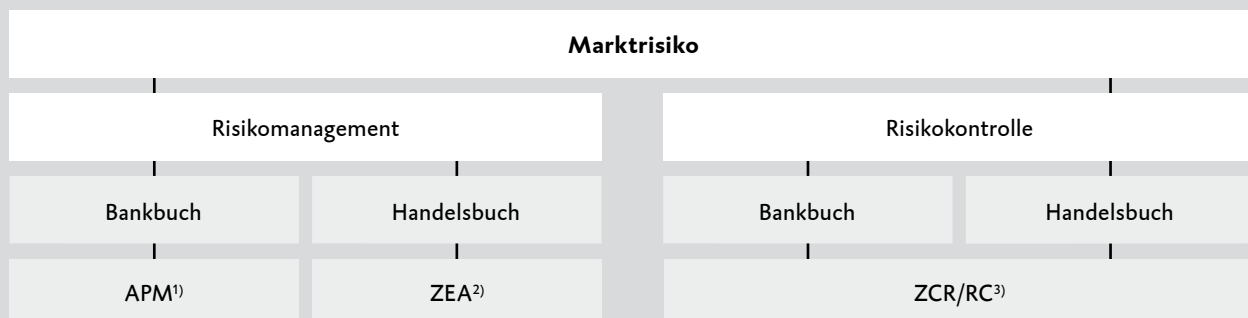 Marktrisiko
Risikomanagement Risikokontrolle
Bankbuch Handelsbuch Bankbuch Handelsbuch
APM1) ZEA2) ZCR/RC3)